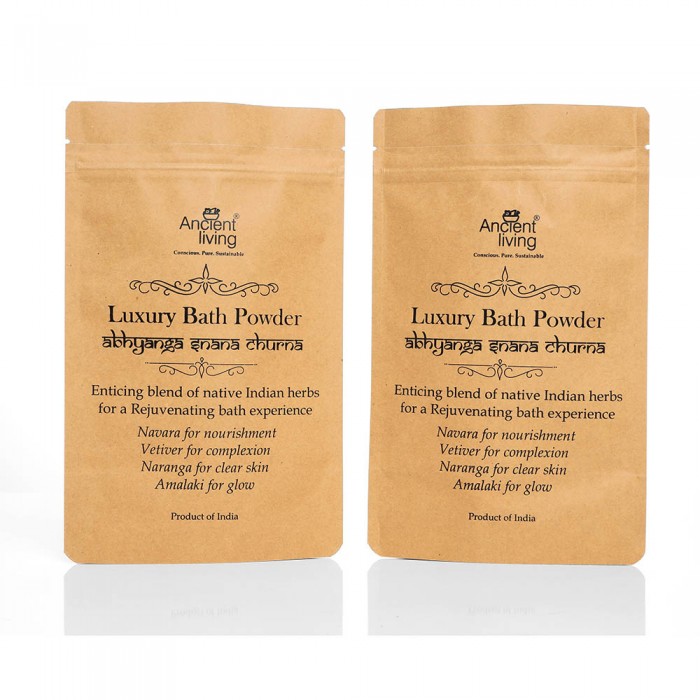 Ancient®
living
Conscious. Pure. Sustainable
Luxury Bath Powder
abhyanga snana churna
Enticing blend of native Indian herbs
for a Rejuvenating bath experience
Navara for nourishment
Vetiver for complexion
Naranga for clear skin
Amalaki for glow
Product of India
Ancient®
living
Conscious. Pure. Sustainable
Luxury Bath Powder
abhyanga snana churna
Enticing blend of native Indian herbs
for a Rejuvenating bath experience
Navara for nourishment
Vetiver for complexion
Naranga for clear skin
Amalaki for glow
Product of India